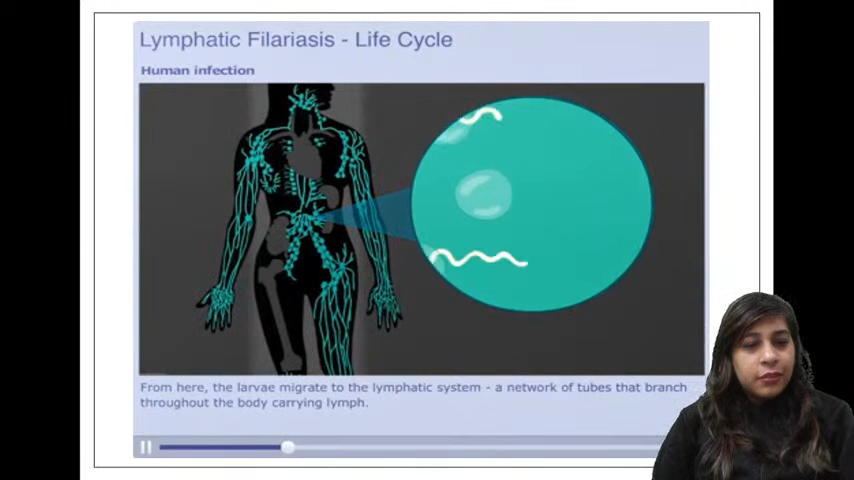 Lymphatic Filariasis - Life Cycle
Human infection
From here, the larvae migrate to the lymphatic system - a network of tubes that branch
throughout the body carrying lymph.